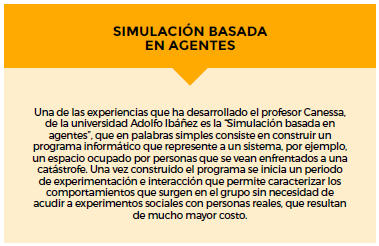 SIMULACIÓN BASADA
EN AGENTES
Una de las experiencias que ha desarrollado el profesor Canessa,
de la universidad Adolfo Ibáñez es la “Simulación basada en
agentes”, que en palabras simples consiste en construir un
programa informático que represente a un sistema, por ejemplo,
un espacio ocupado por personas que se vean enfrentados a una
catástrofe. Una vez construido el programa se inicia un periodo
de experimentación e interacción que permite caracterizar los
comportamientos que surgen en el grupo sin necesidad de
acudir a experimentos sociales con personas reales, que resultan
de mucho mayor costo.